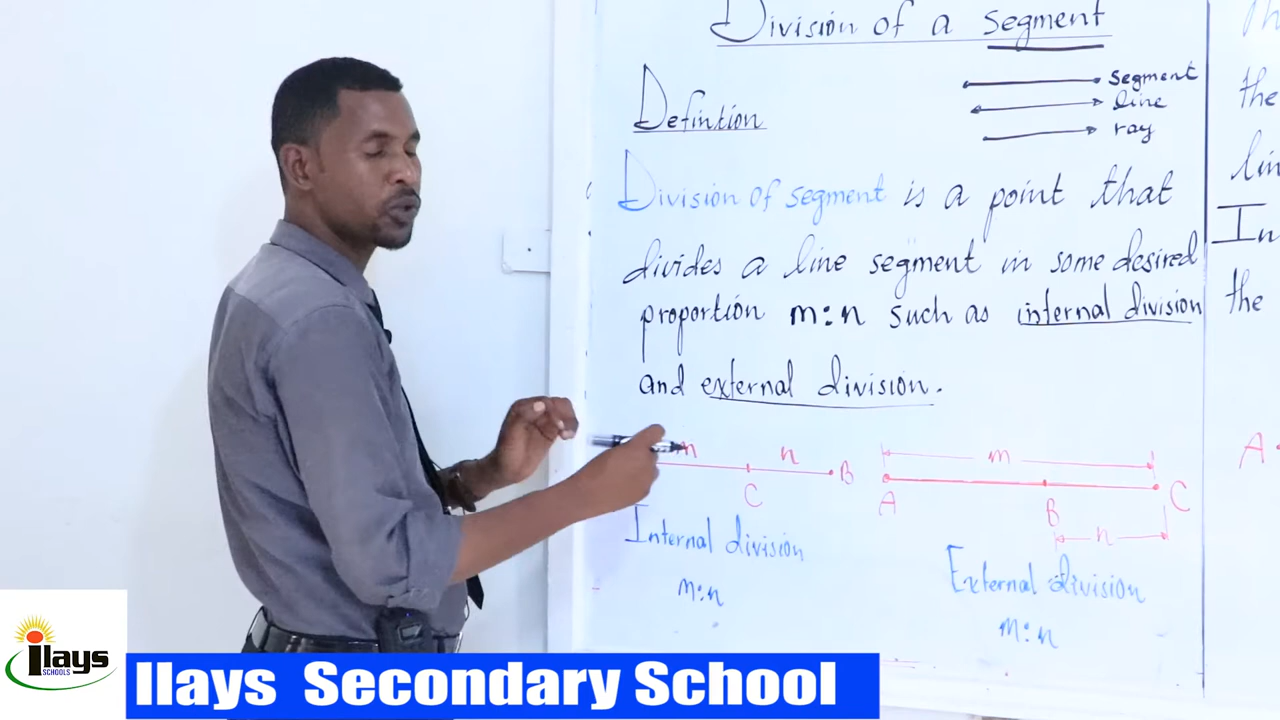 Division of a Segment
segment
line
ray
Defintion
Division of segment is a point that
divides a line segment in some desired
proportion m:n such as internal division
and external division.
m n
C B
Internal division
m:n
m
A B C
n
External division
m:n
the
lin
In
the
A
ilays
SCHOOLS
Ilays Secondary School